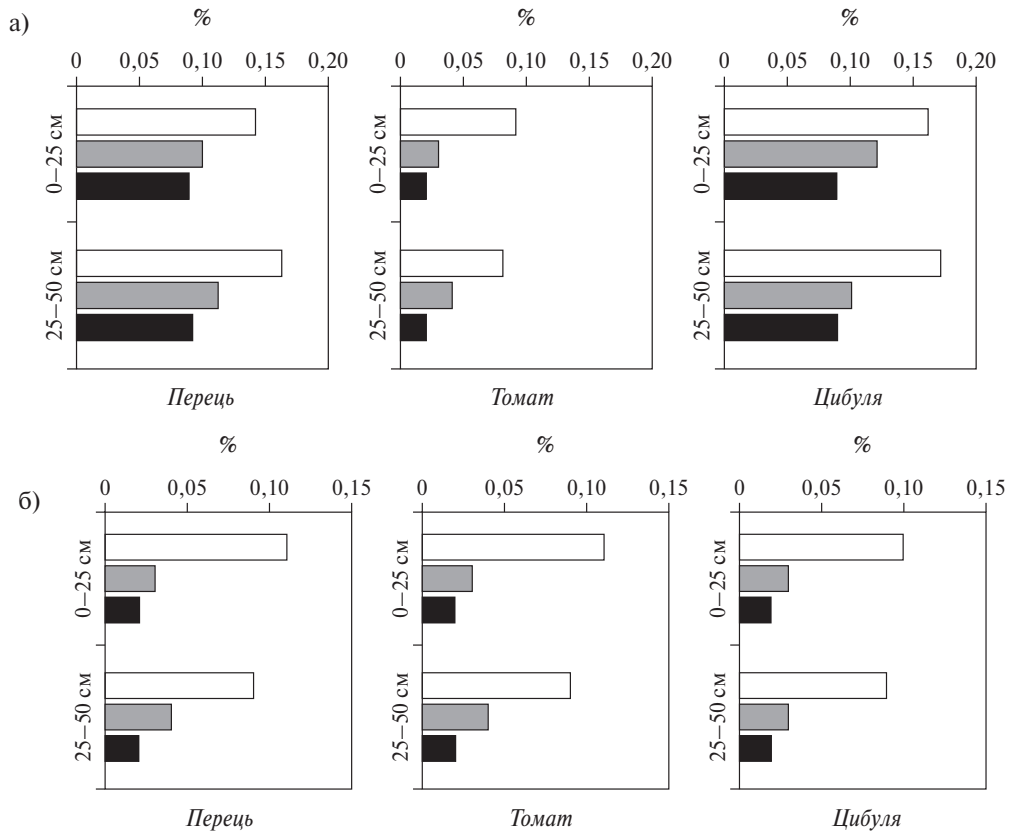 а)
% % %
0 0,05 0,10 0,15 0,20 0 0,05 0,10 0,15 0,20 0 0,05 0,10 0,15 0,20
0–25 см 0–25 см 0–25 см
25–50 см 25–50 см 25–50 см
Перець Томат Цибуля
б)
% % %
0 0,05 0,10 0,15 0 0,05 0,10 0,15 0 0,05 0,10 0,15
0–25 см 0–25 см 0–25 см
25–50 см 25–50 см 25–50 см
Перець Томат Цибуля